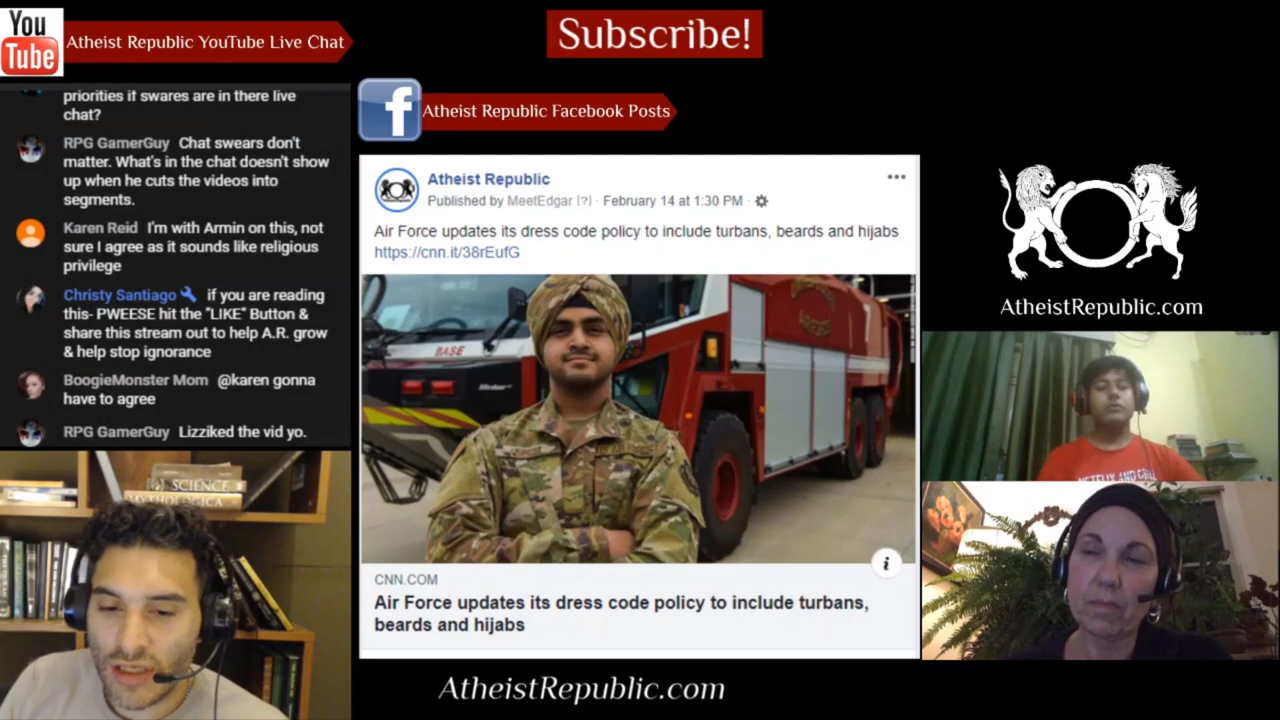 You
Tube
Atheist Republic YouTube Live Chat
Subscribe!
Atheist Republic Facebook Posts
priorities if swares are in there live
chat?
RPG GamerGuy Chat swears don't
matter. What's in the chat doesn't show
up when he cuts the videos into
segments.
Karen Reid I'm with Armin on this, not
sure I agree as it sounds like religious
privilege
Christy Santiago if you are reading
this- PWEESE hit the "LIKE" Button &
share this stream out to help A.R. grow
& help stop ignorance
BoogieMonster Mom @karen gonna
have to agree
RPG GamerGuy Lizziked the vid yo.
Atheist Republic
Published by MeetEdgar [?] · February 14 at 1:30 PM ·
Air Force updates its dress code policy to include turbans, beards and hijabs
https://cnn.it/38rEufG
BASE
AIR FORCE
CNN.COM
Air Force updates its dress code policy to include turbans,
beards and hijabs
AtheistRepublic.com
NETFLIX AND CHILL
SCIENCE
MYTHOLOGICA
AtheistRepublic.com